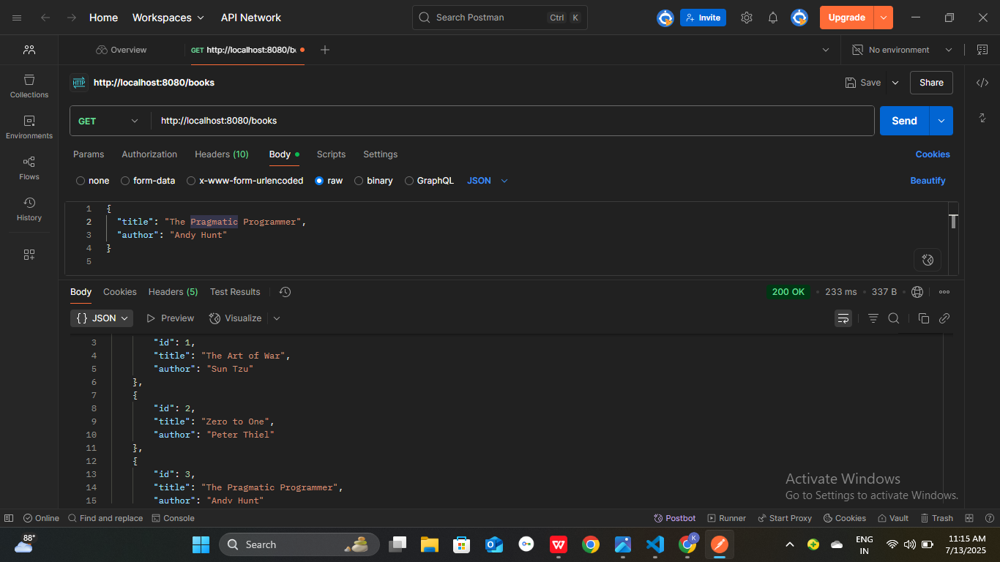 Home Workspaces API Network Search Postman Ctrl K Invite Upgrade
Overview GET http://localhost:8080/b No environment
HTTP http://localhost:8080/books Save Share
GET http://localhost:8080/books Send
Params Authorization Headers (10) Body Scripts Settings Cookies
none form-data x-www-form-urlencoded raw binary GraphQL JSON Beautify
Collections
Environments
Flows
History
1 {
2 "title": "The Pragmatic Programmer",
3 "author": "Andy Hunt"
4 }
5
Body Cookies Headers (5) Test Results 200 OK • 233 ms • 337 B
{} JSON Preview Visualize
3 "id": 1,
4 "title": "The Art of War",
5 "author": "Sun Tzu"
6 },
7 {
8 "id": 2,
9 "title": "Zero to One",
10 "author": "Peter Thiel"
11 },
12 {
13 "id": 3,
14 "title": "The Pragmatic Programmer",
15 "author": "Andy Hunt"
Activate Windows
Go to Settings to activate Windows.
Online Find and replace Console Postbot Runner Start Proxy Cookies Vault Trash
88° Search K ENG IN 11:15 AM
7/13/2025